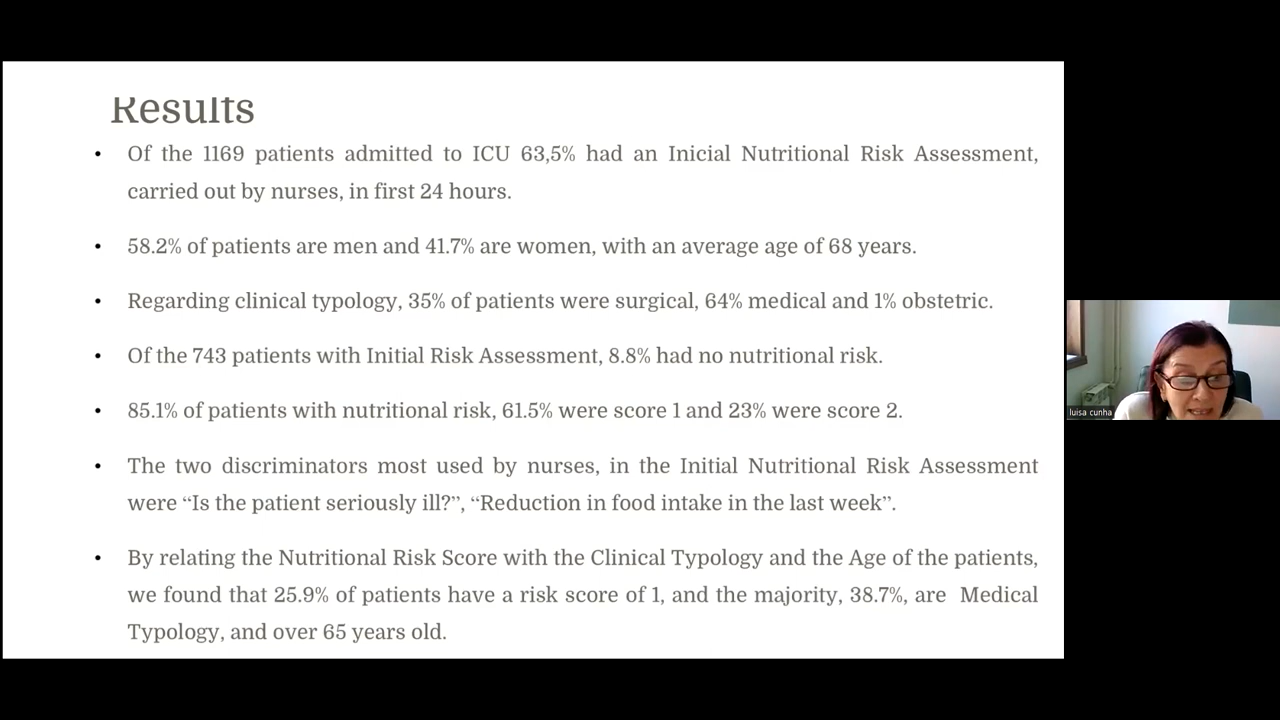 Results
• Of the 1169 patients admitted to ICU 63,5% had an Inicial Nutritional Risk Assessment,
carried out by nurses, in first 24 hours.
• 58.2% of patients are men and 41.7% are women, with an average age of 68 years.
• Regarding clinical typology, 35% of patients were surgical, 64% medical and 1% obstetric.
• Of the 743 patients with Initial Risk Assessment, 8.8% had no nutritional risk.
• 85.1% of patients with nutritional risk, 61.5% were score 1 and 23% were score 2.
• The two discriminators most used by nurses, in the Initial Nutritional Risk Assessment
were “Is the patient seriously ill?”, “Reduction in food intake in the last week”.
• By relating the Nutritional Risk Score with the Clinical Typology and the Age of the patients,
we found that 25.9% of patients have a risk score of 1, and the majority, 38.7%, are Medical
Typology, and over 65 years old.
luisa cunha